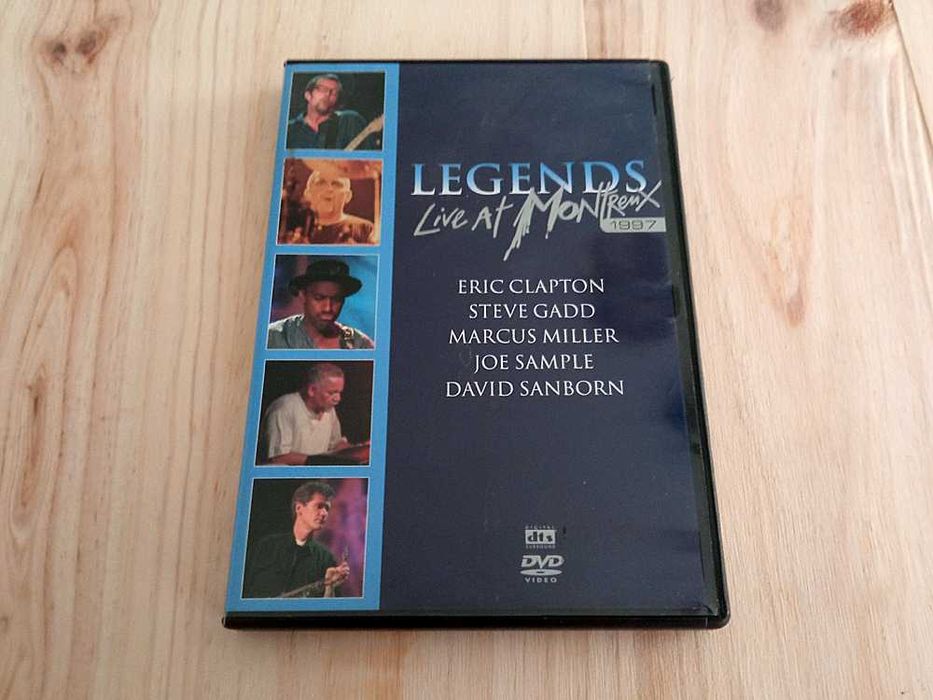 LEGENDS
Live At Montreux
1997
ERIC CLAPTON
STEVE GADD
MARCUS MILLER
JOE SAMPLE
DAVID SANBORN
DIGITAL
dts
SURROUND
DVD
VIDEO